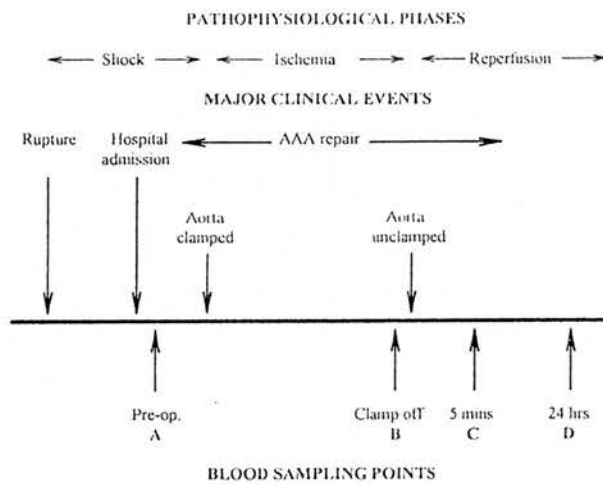 PATHOPHYSIOLOGICAL PHASES
Shock Ischemia Reperfusion
MAJOR CLINICAL EVENTS
Rupture Hospital admission AAA repair
Aorta clamped
Aorta unclamped
Pre-op. Clamp off 5 mins 24 hrs
A B C D
BLOOD SAMPLING POINTS